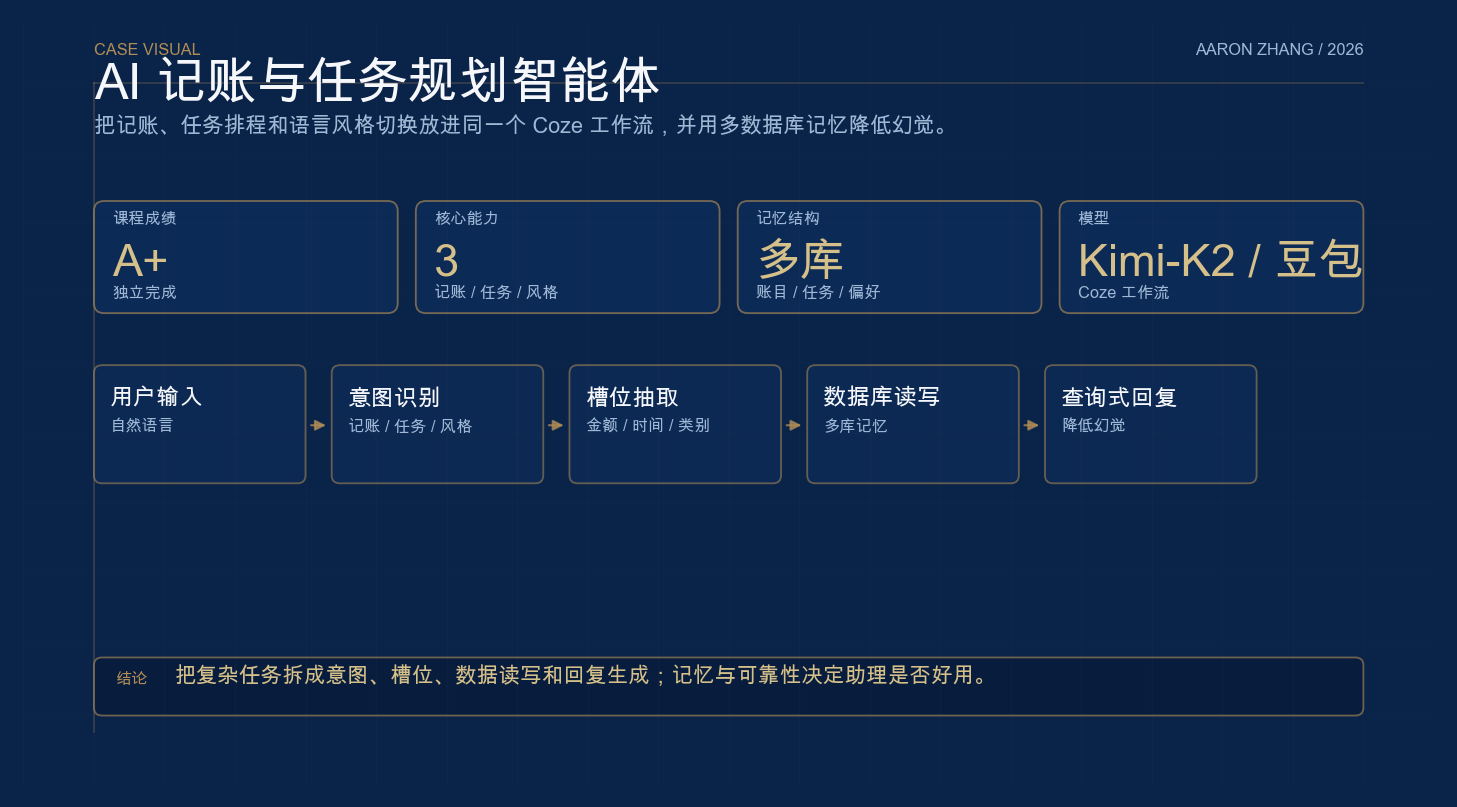 CASE VISUAL
AARON ZHANG / 2026
AI 记账与任务规划智能体
把记账、任务排程和语言风格切换放进同一个 Coze 工作流，并用多数据库记忆降低幻觉。
课程成绩
A+
独立完成
核心能力
3
记账 / 任务 / 风格
记忆结构
多库
账目 / 任务 / 偏好
模型
Kimi-K2 / 豆包
Coze 工作流
用户输入
自然语言
意图识别
记账 / 任务 / 风格
槽位抽取
金额 / 时间 / 类别
数据库读写
多库记忆
查询式回复
降低幻觉
结论
把复杂任务拆成意图、槽位、数据读写和回复生成；记忆与可靠性决定助理是否好用。